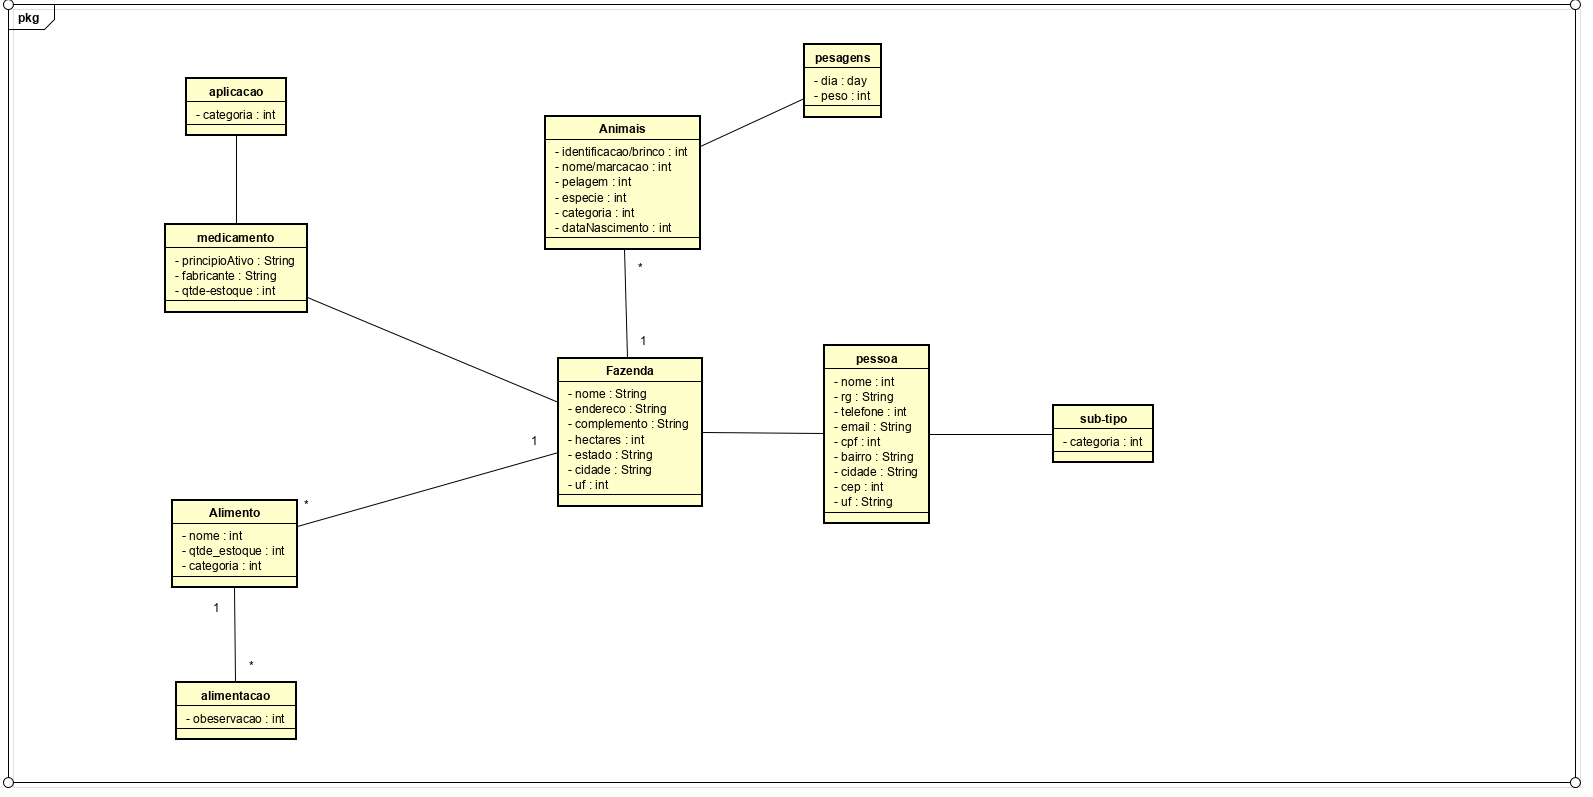 pkg
pesagens
- dia : day
- peso : int
aplicacao
- categoria : int
Animais
- identificacao/brinco : int
- nome/marcacao : int
- pelagem : int
- especie : int
- categoria : int
- dataNascimento : int
medicamento
- principioAtivo : String
- fabricante : String
- qtde-estoque : int
*
1
Fazenda
- nome : String
- endereco : String
- complemento : String
- hectares : int
- estado : String
- cidade : String
- uf : int
pessoa
- nome : int
- rg : String
- telefone : int
- email : String
- cpf : int
- bairro : String
- cidade : String
- cep : int
- uf : String
sub-tipo
- categoria : int
1
*
Alimento
- nome : int
- qtde_estoque : int
- categoria : int
1
*
alimentacao
- obeservacao : int